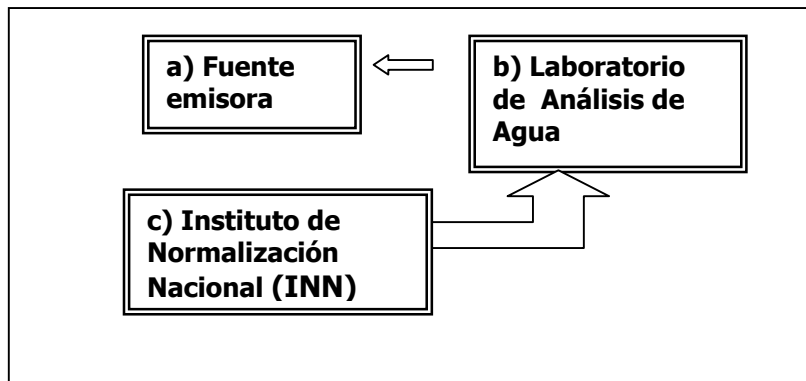 a) Fuente
emisora
b) Laboratorio
de Análisis de
Agua
c) Instituto de
Normalización
Nacional (INN)